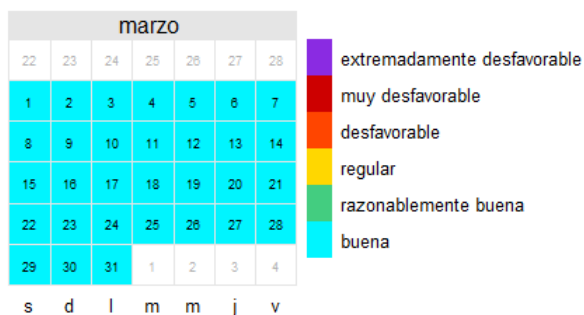 marzo
22 23 24 25 26 27 28
1 2 3 4 5 6 7
8 9 10 11 12 13 14
15 16 17 18 19 20 21
22 23 24 25 26 27 28
29 30 31 1 2 3 4
s d l m m j v
extremadamente desfavorable
muy desfavorable
desfavorable
regular
razonablemente buena
buena